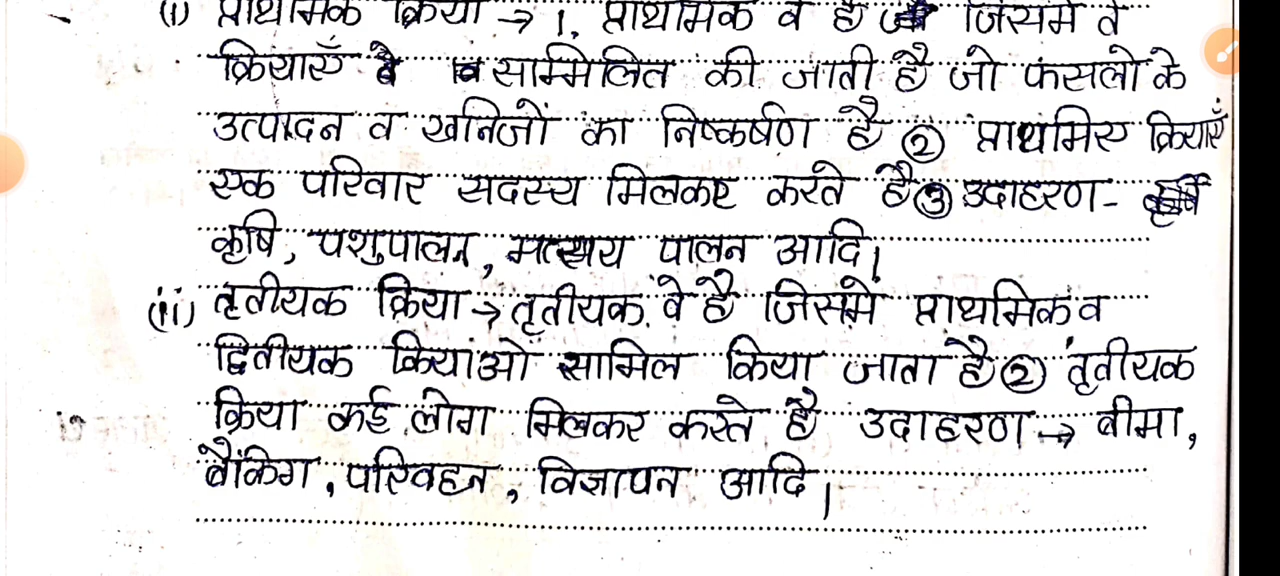 (i) प्राथमिक क्रिया → 1. प्राथमिक वे है जिसमें वे
क्रियाएँ सम्मिलित की जाती है जो फसलो के
उत्पादन व खनिजों का निष्कर्षण है ② प्राथमिए क्रियाएँ
एक परिवार सदस्य मिलकर करते है ③ उदाहरण-
कृषि, पशुपालन, मत्सयय पालन आदि।
(ii) तृतीयक क्रिया → तृतीयक वे है जिसमें प्राथमिक व
द्वितीयक क्रियाओ सामिल किया जाता है ② तृतीयक
क्रिया कई लोग मिलकर करते है उदाहरण → बीमा,
बैंकिग, परिवहन, विज्ञापन आदि।